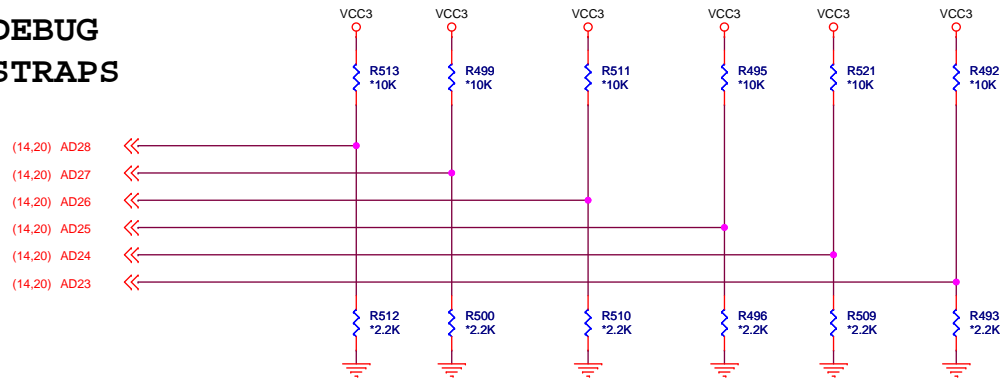 DEBUG
STRAPS
VCC3 VCC3 VCC3 VCC3 VCC3 VCC3
R513 R499 R511 R495 R521 R492
*10K *10K *10K *10K *10K *10K
(14,20) AD28
(14,20) AD27
(14,20) AD26
(14,20) AD25
(14,20) AD24
(14,20) AD23
R512 R500 R510 R496 R509 R493
*2.2K *2.2K *2.2K *2.2K *2.2K *2.2K